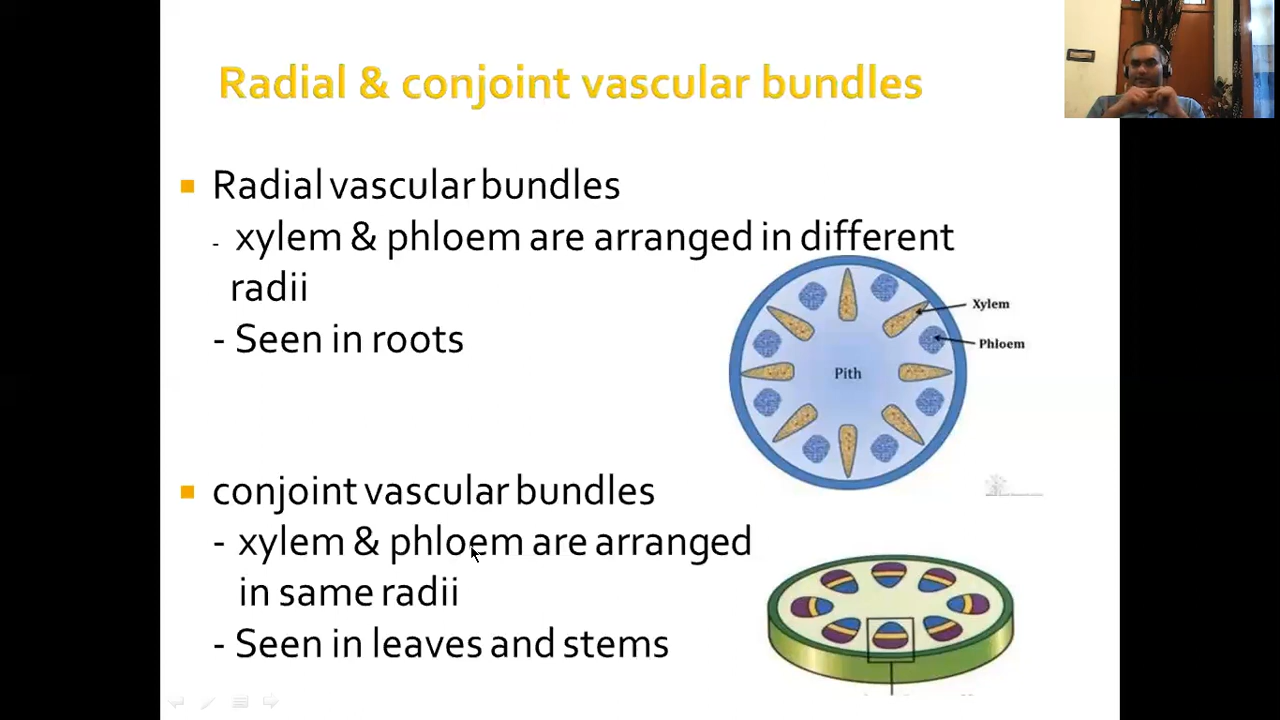 Radial & conjoint vascular bundles
Radial vascular bundles
- xylem & phloem are arranged in different
radii
- Seen in roots
Xylem
Phloem
Pith
conjoint vascular bundles
- xylem & phloem are arranged
in same radii
- Seen in leaves and stems